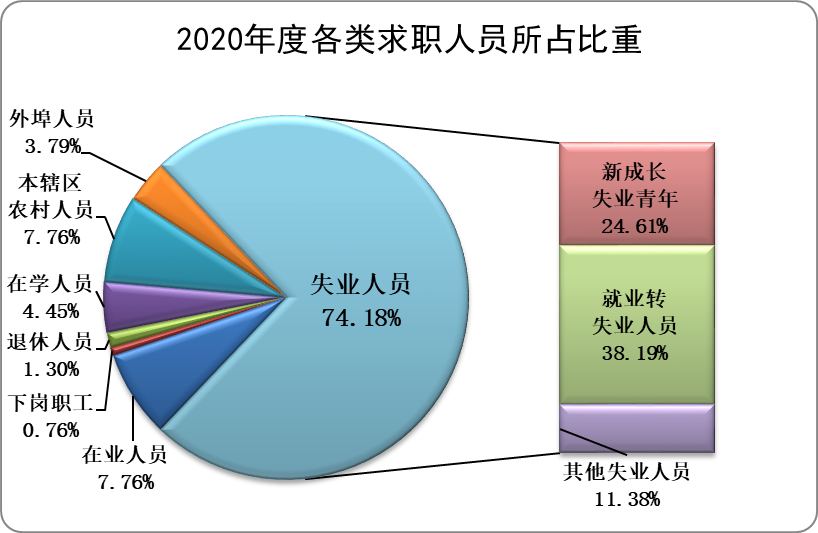 2020年度各类求职人员所占比重
外埠人员
3.79%
本辖区
农村人员
7.76%
在学人员
4.45%
退休人员
1.30%
下岗职工
0.76%
在业人员
7.76%
失业人员
74.18%
新成长
失业青年
24.61%
就业转
失业人员
38.19%
其他失业人员
11.38%